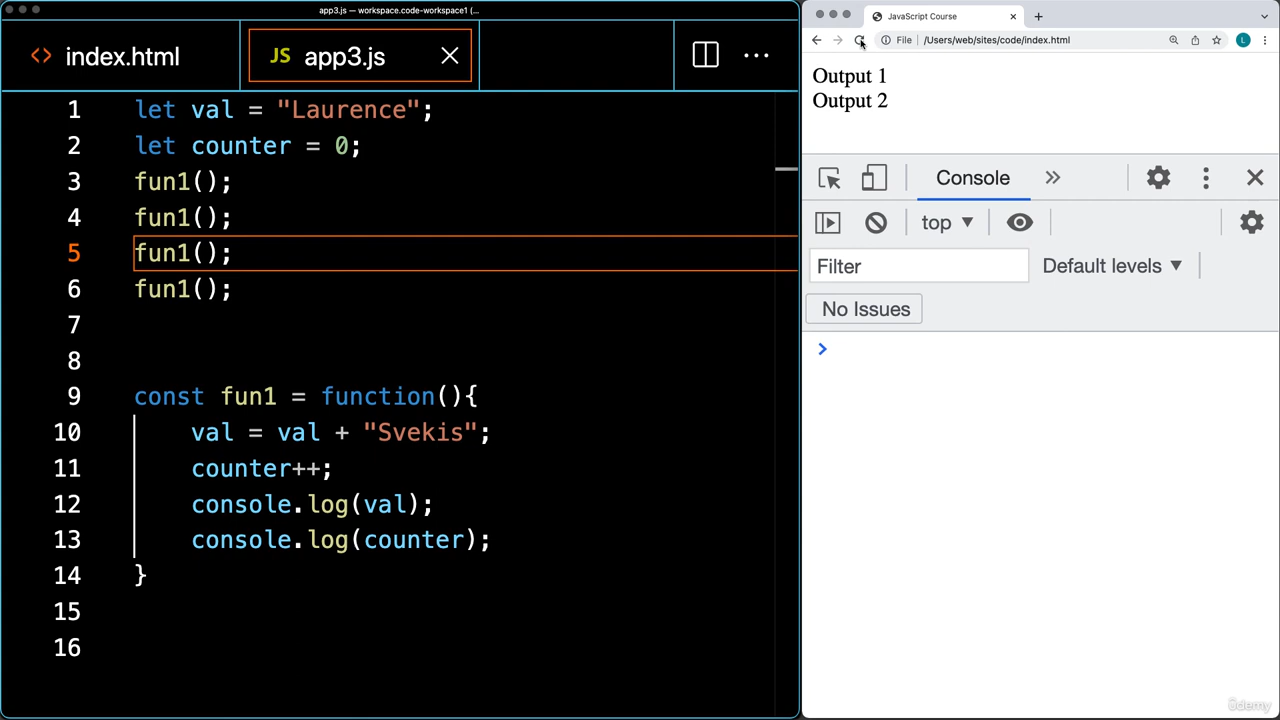 app3.js — workspace.code-workspace1 (...
index.html
JS app3.js
1 let val = "Laurence";
2 let counter = 0;
3 fun1();
4 fun1();
5 fun1();
6 fun1();
7
8
9 const fun1 = function(){
10 val = val + "Svekis";
11 counter++;
12 console.log(val);
13 console.log(counter);
14 }
15
16
JavaScript Course
File /Users/web/sites/code/index.html
L
Output 1
Output 2
Console
top
Filter
Default levels
No Issues
ûdemy